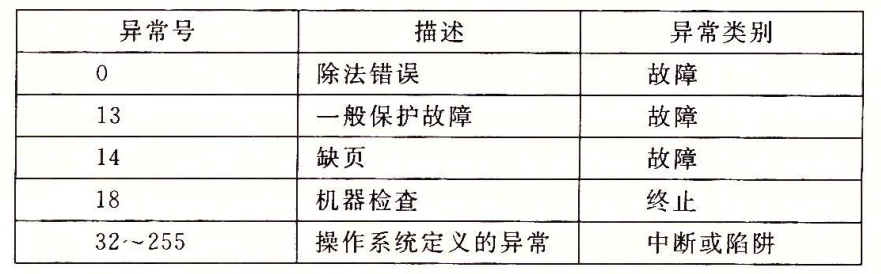 异常号 描述 异常类别
0 除法错误 故障
13 一般保护故障 故障
14 缺页 故障
18 机器检查 终止
32~255 操作系统定义的异常 中断或陷阱